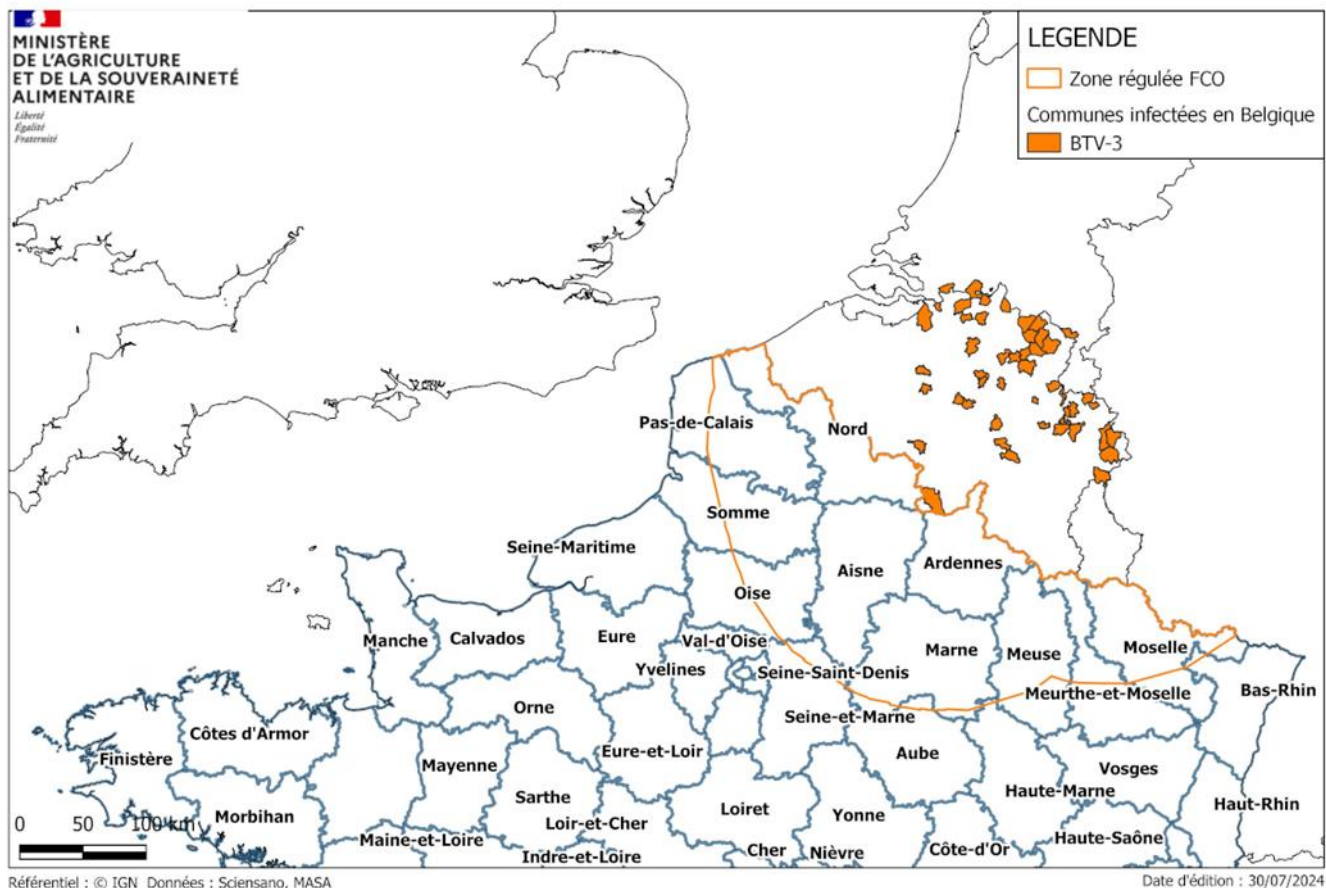 MINISTÈRE
DE L'AGRICULTURE
ET DE LA SOUVERAINETÉ
ALIMENTAIRE
Liberté
Égalité
Fraternité
LEGENDE
Zone régulée FCO
Communes infectées en Belgique
BTV-3
Pas-de-Calais
Nord
Somme
Seine-Maritime
Aisne
Ardennes
Oise
Manche
Calvados
Eure
Val-d'Oise
Marne
Meuse
Moselle
Yvelines
Seine-Saint-Denis
Meurthe-et-Moselle
Bas-Rhin
Orne
Seine-et-Marne
Côtes d'Armor
Finistère
Eure-et-Loir
Aube
Mayenne
Vosges
Sarthe
Haute-Marne
Morbihan
Loiret
Yonne
Haut-Rhin
Loir-et-Cher
Maine-et-Loire
Haute-Saône
Indre-et-Loire
Cher
Nièvre
Côte-d'Or
0 50 100 km
Référentiel : © IGN Données : Sciensano, MASA
Date d'édition : 30/07/2024